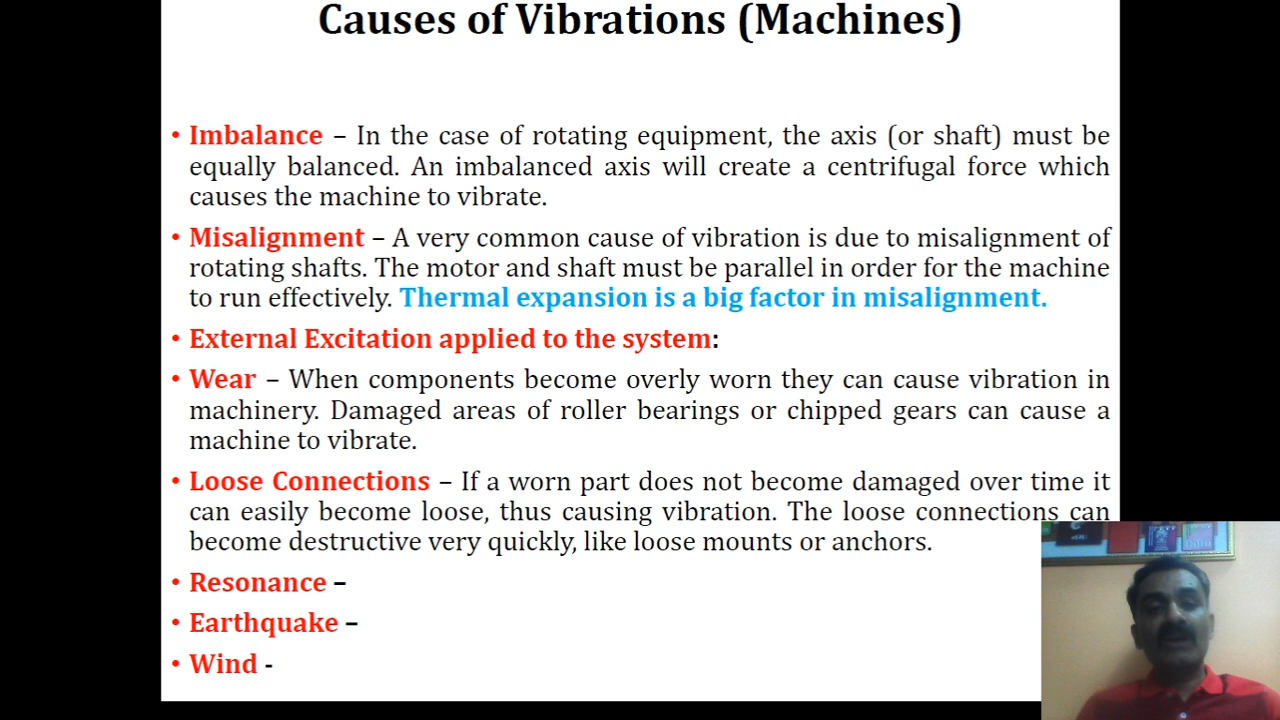 Causes of Vibrations (Machines)
• Imbalance – In the case of rotating equipment, the axis (or shaft) must be
equally balanced. An imbalanced axis will create a centrifugal force which
causes the machine to vibrate.
• Misalignment – A very common cause of vibration is due to misalignment of
rotating shafts. The motor and shaft must be parallel in order for the machine
to run effectively. Thermal expansion is a big factor in misalignment.
• External Excitation applied to the system:
• Wear – When components become overly worn they can cause vibration in
machinery. Damaged areas of roller bearings or chipped gears can cause a
machine to vibrate.
• Loose Connections – If a worn part does not become damaged over time it
can easily become loose, thus causing vibration. The loose connections can
become destructive very quickly, like loose mounts or anchors.
• Resonance –
• Earthquake –
• Wind -